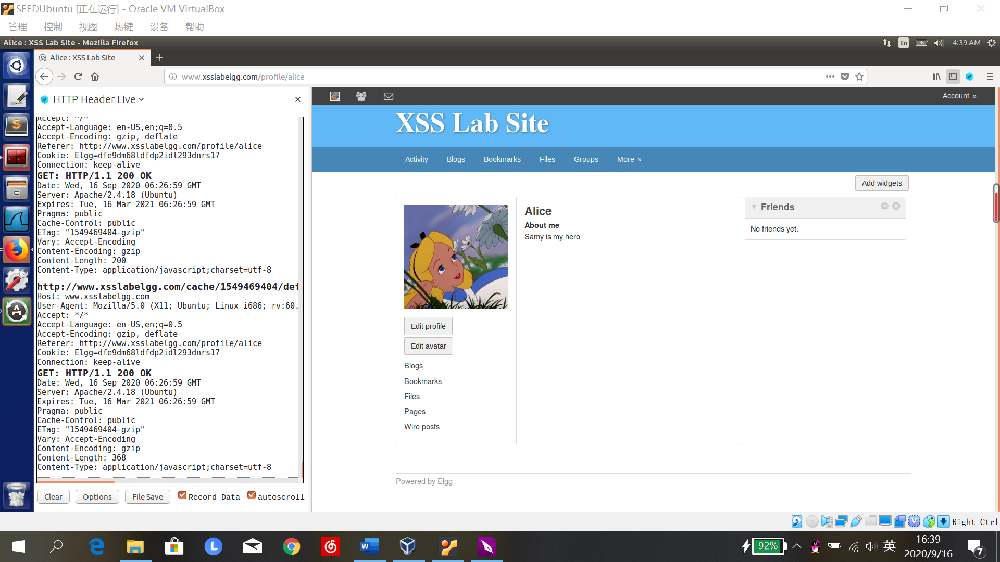 SEEDUbuntu [正在运行] - Oracle VM VirtualBox
管理 控制 视图 热键 设备 帮助
Alice : XSS Lab Site - Mozilla Firefox
En 4:39 AM
Alice : XSS Lab Site
www.xsslabelgg.com/profile/alice
HTTP Header Live
Accept: */*
Accept-Language: en-US,en;q=0.5
Accept-Encoding: gzip, deflate
Referer: http://www.xsslabelgg.com/profile/alice
Cookie: Elgg=dfe9dm68ldfdp2idl293dnrs17
Connection: keep-alive
GET: HTTP/1.1 200 OK
Date: Wed, 16 Sep 2020 06:26:59 GMT
Server: Apache/2.4.18 (Ubuntu)
Expires: Tue, 16 Mar 2021 06:26:59 GMT
Pragma: public
Cache-Control: public
ETag: "1549469404-gzip"
Vary: Accept-Encoding
Content-Encoding: gzip
Content-Length: 200
Content-Type: application/javascript;charset=utf-8
http://www.xsslabelgg.com/cache/1549469404/def
Host: www.xsslabelgg.com
User-Agent: Mozilla/5.0 (X11; Ubuntu; Linux i686; rv:60.
Accept: */*
Accept-Language: en-US,en;q=0.5
Accept-Encoding: gzip, deflate
Referer: http://www.xsslabelgg.com/profile/alice
Cookie: Elgg=dfe9dm68ldfdp2idl293dnrs17
Connection: keep-alive
GET: HTTP/1.1 200 OK
Date: Wed, 16 Sep 2020 06:26:59 GMT
Server: Apache/2.4.18 (Ubuntu)
Expires: Tue, 16 Mar 2021 06:26:59 GMT
Pragma: public
Cache-Control: public
ETag: "1549469404-gzip"
Vary: Accept-Encoding
Content-Encoding: gzip
Content-Length: 368
Content-Type: application/javascript;charset=utf-8
Clear Options File Save Record Data autoscroll
Account »
XSS Lab Site
Activity Blogs Bookmarks Files Groups More »
Add widgets
Alice
About me
Samy is my hero
Edit profile
Edit avatar
Blogs
Bookmarks
Files
Pages
Wire posts
Friends
No friends yet.
Powered by Elgg
Right Ctrl
92% 英 16:39
2020/9/16
7